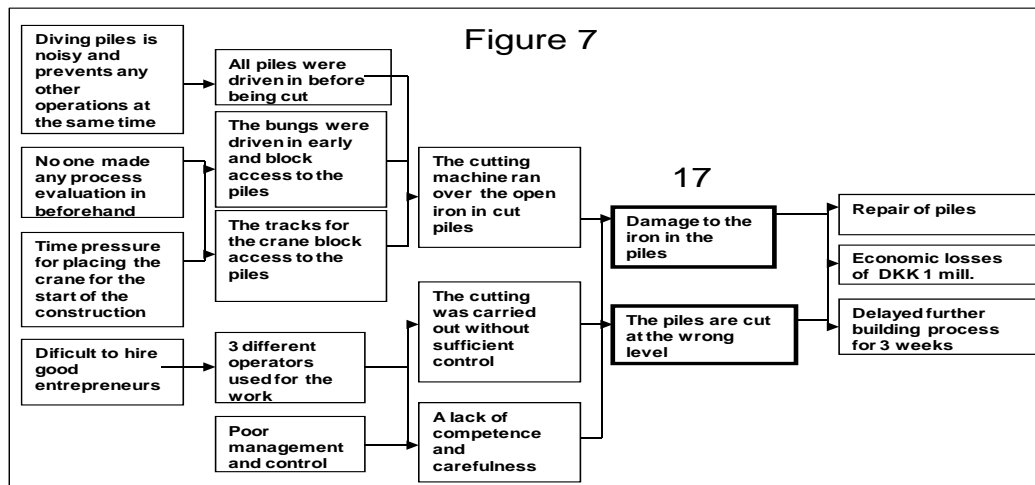 Figure 7
Diving piles is
noisy and
prevents any
other
operations at
the same time
All piles were
driven in before
being cut
The bungs were
driven in early
and block
access to the
piles
No one made
any process
evaluation in
beforehand
The tracks for
the crane block
access to the
piles
Time pressure
for placing the
crane for the
start of the
construction
The cutting
machine ran
over the open
iron in cut
piles
17
Damage to the
iron in the
piles
Repair of piles
Economic losses
of DKK 1 mill.
Delayed further
building process
for 3 weeks
The cutting
was carried
out without
sufficient
control
The piles are cut
at the wrong
level
Dificult to hire
good
entrepreneurs
3 different
operators
used for the
work
Poor
management
and control
A lack of
competence
and
carefulness